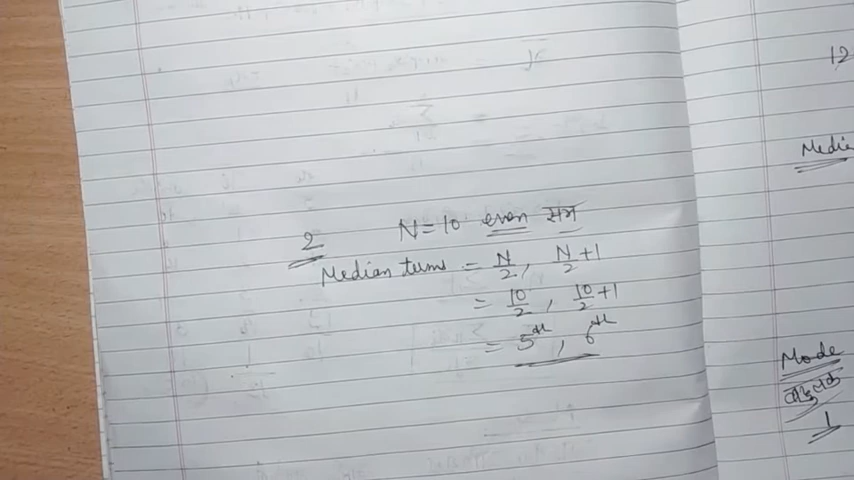 2 N=10 even सम
Median terms = N/2, N/2+1
= 10/2, 10/2+1
= 5th, 6th
12
Media
Mode
बहुलक
1